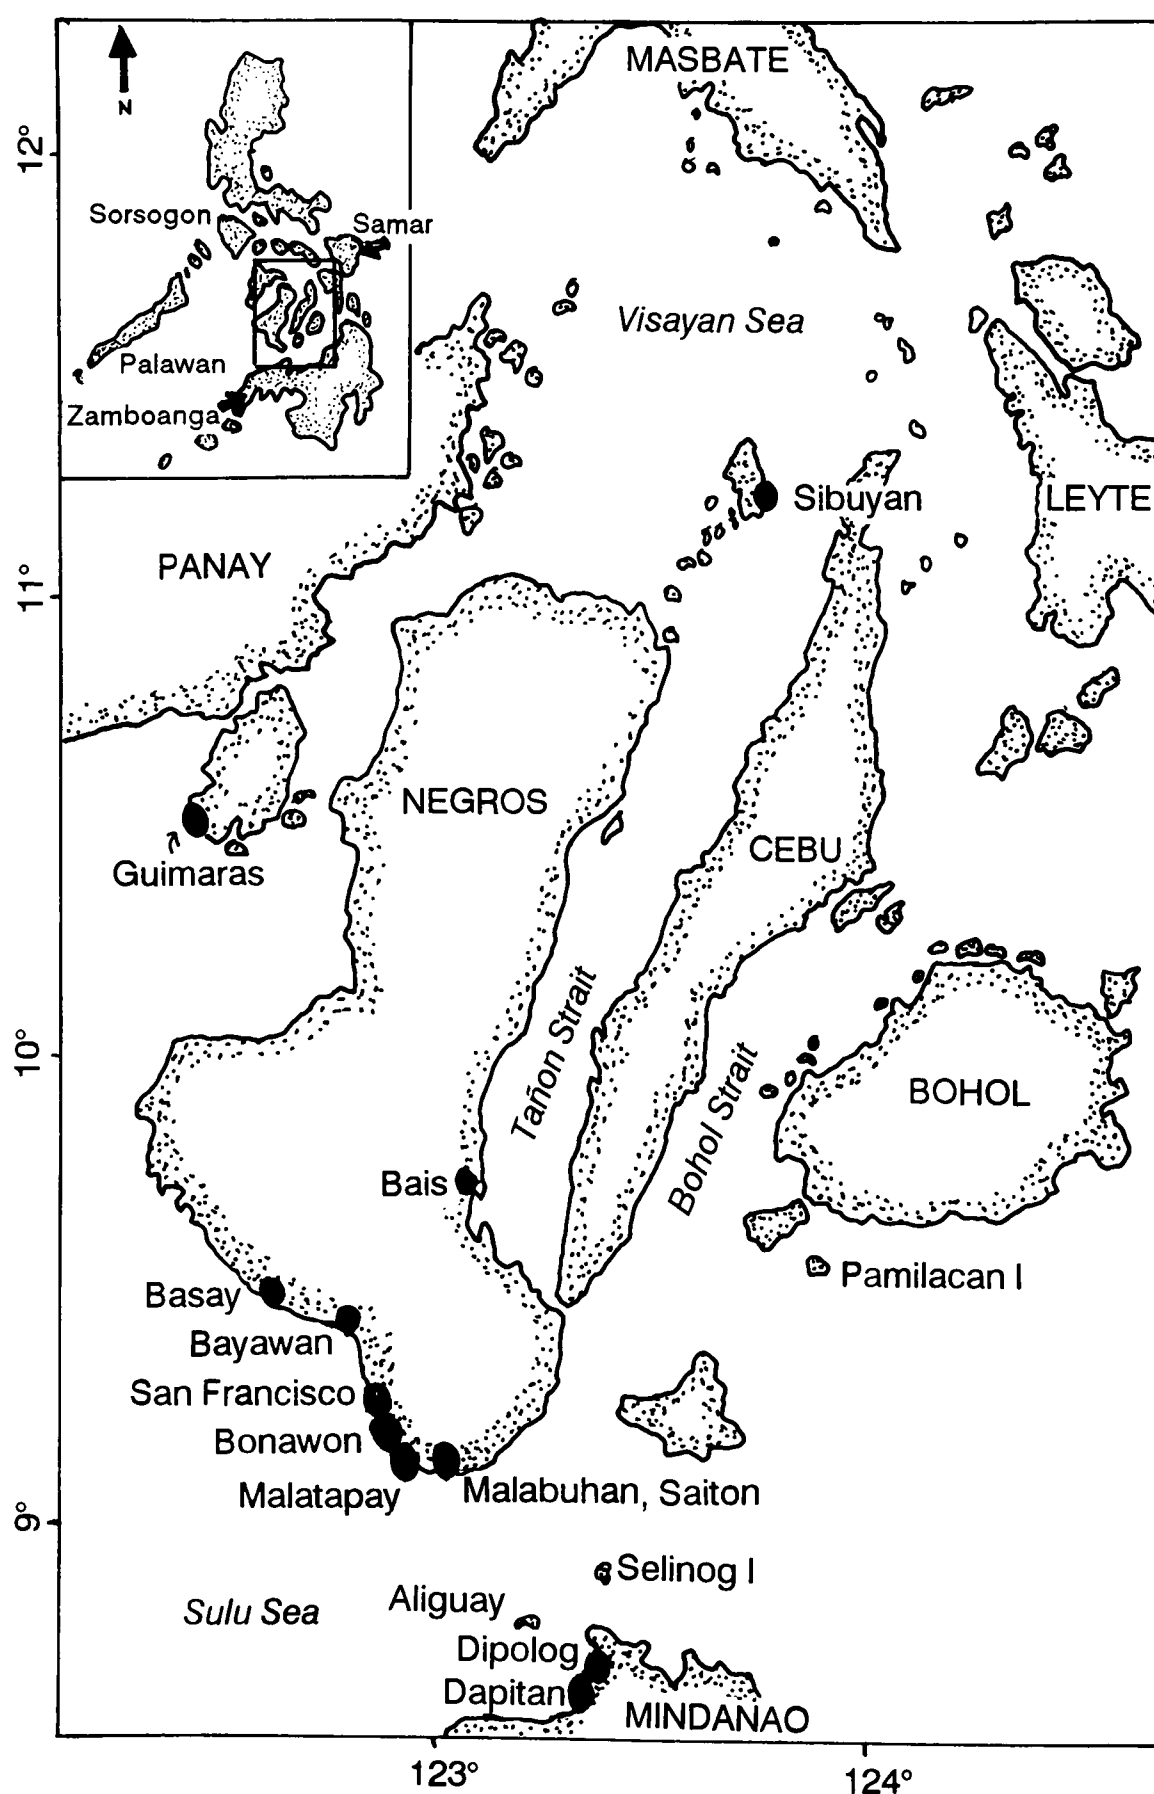 MASBATE
N
12°
Sorsogon
Samar
Visayan Sea
Palawan
Zamboanga
Sibuyan
LEYTE
PANAY
11°
NEGROS
CEBU
Guimaras
Tañon Strait
10°
Bohol Strait
BOHOL
Bais
Pamilacan I
Basay
Bayawan
San Francisco
Bonawon
Malatapay
Malabuhan, Saiton
9°
Selinog I
Aliguay
Sulu Sea
Dipolog
Dapitan
MINDANAO
123°
124°